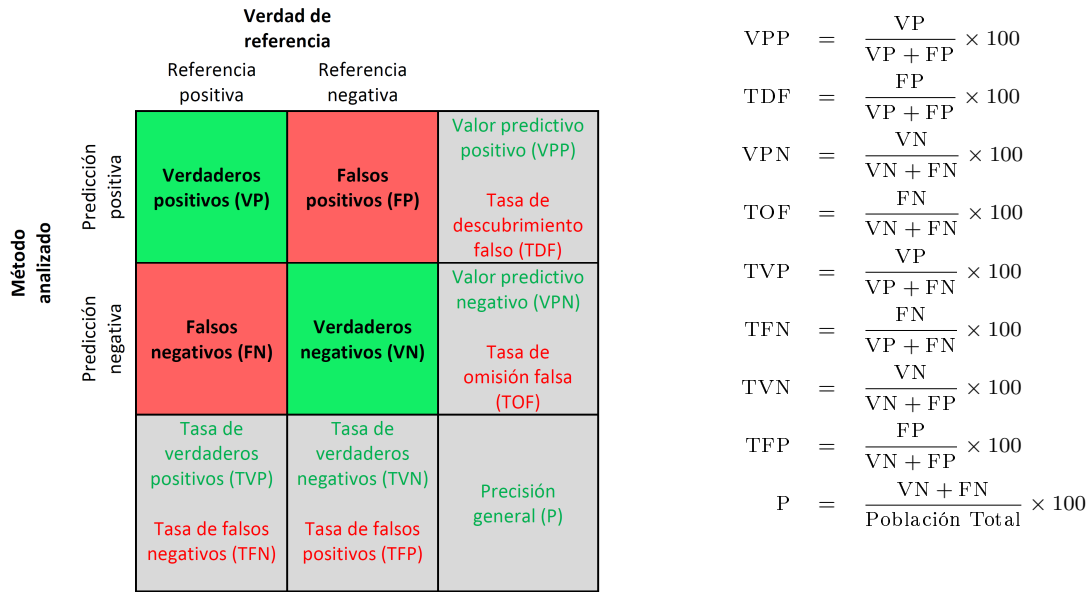 Verdad de
referencia
Referencia
positiva
Referencia
negativa
Método
analizado
Predicción
positiva
Verdaderos
positivos (VP)
Falsos
positivos (FP)
Valor predictivo
positivo (VPP)
Tasa de
descubrimiento
falso (TDF)
Predicción
negativa
Falsos
negativos (FN)
Verdaderos
negativos (VN)
Valor predictivo
negativo (VPN)
Tasa de
omisión falsa
(TOF)
Tasa de
verdaderos
positivos (TVP)
Tasa de falsos
negativos (TFN)
Tasa de
verdaderos
negativos (TVN)
Tasa de falsos
positivos (TFP)
Precisión
general (P)
VPP = VP / VP + FP × 100
TDF = FP / VP + FP × 100
VPN = VN / VN + FN × 100
TOF = FN / VN + FN × 100
TVP = VP / VP + FN × 100
TFN = FN / VP + FN × 100
TVN = VN / VN + FP × 100
TFP = FP / VN + FP × 100
P = VN + FN / Población Total × 100